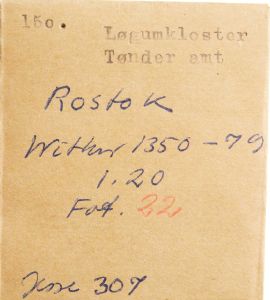 150.
Løgumkloster
Tønder amt
Rostok
Witten 1350-79
1.20
Fot. 22
Jesse 307